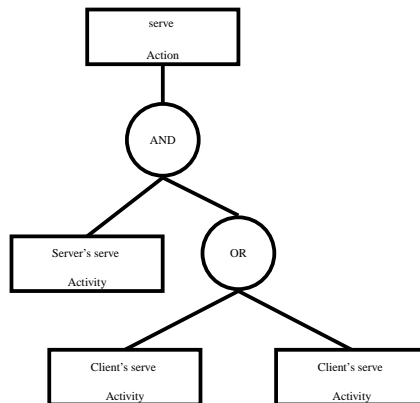 serve
Action
AND
Server's serve
Activity
OR
Client's serve
Activity
Client's serve
Activity